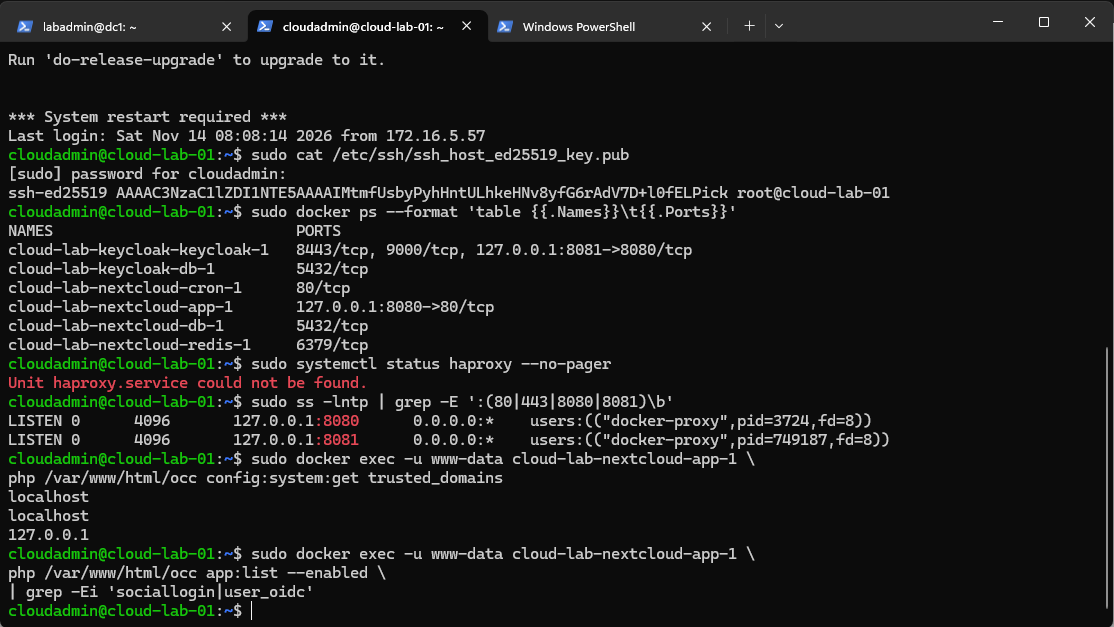 labadmin@dc1: ~
cloudadmin@cloud-lab-01: ~
Windows PowerShell
Run 'do-release-upgrade' to upgrade to it.
*** System restart required ***
Last login: Sat Nov 14 08:08:14 2026 from 172.16.5.57
cloudadmin@cloud-lab-01:~$ sudo cat /etc/ssh/ssh_host_ed25519_key.pub
[sudo] password for cloudadmin:
ssh-ed25519 AAAAC3NzaC1lZDI1NTE5AAAAIMtmfUsbyPyhHntULhkeHNv8yfG6rAdV7D+l0fELPick root@cloud-lab-01
cloudadmin@cloud-lab-01:~$ sudo docker ps --format 'table {{.Names}}\t{{.Ports}}'
NAMES                           PORTS
cloud-lab-keycloak-keycloak-1   8443/tcp, 9000/tcp, 127.0.0.1:8081->8080/tcp
cloud-lab-keycloak-db-1         5432/tcp
cloud-lab-nextcloud-cron-1      80/tcp
cloud-lab-nextcloud-app-1       127.0.0.1:8080->80/tcp
cloud-lab-nextcloud-db-1        5432/tcp
cloud-lab-nextcloud-redis-1     6379/tcp
cloudadmin@cloud-lab-01:~$ sudo systemctl status haproxy --no-pager
Unit haproxy.service could not be found.
cloudadmin@cloud-lab-01:~$ sudo ss -lntp | grep -E ':(80|443|8080|8081)\b'
LISTEN 0      4096       127.0.0.1:8080      0.0.0.0:*    users:(("docker-proxy",pid=3724,fd=8))
LISTEN 0      4096       127.0.0.1:8081      0.0.0.0:*    users:(("docker-proxy",pid=749187,fd=8))
cloudadmin@cloud-lab-01:~$ sudo docker exec -u www-data cloud-lab-nextcloud-app-1 \
php /var/www/html/occ config:system:get trusted_domains
localhost
localhost
127.0.0.1
cloudadmin@cloud-lab-01:~$ sudo docker exec -u www-data cloud-lab-nextcloud-app-1 \
php /var/www/html/occ app:list --enabled \
| grep -Ei 'sociallogin|user_oidc'
cloudadmin@cloud-lab-01:~$